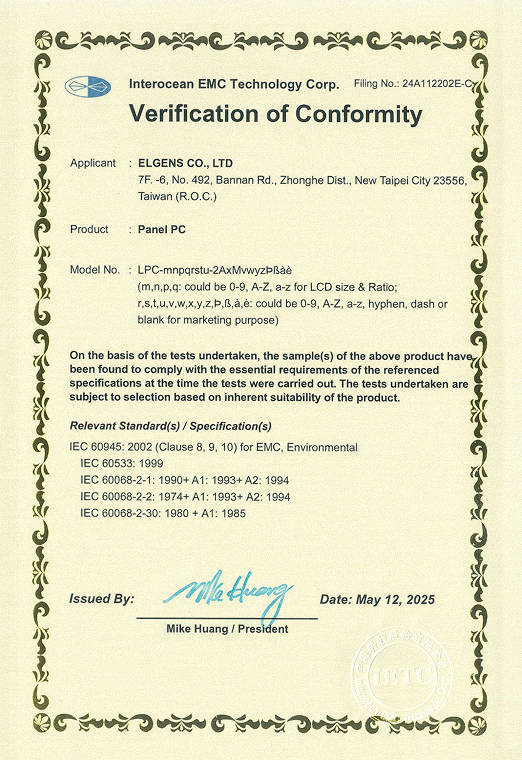 Interocean EMC Technology Corp. Filing No.: 24A112202E-C
Verification of Conformity
Applicant : ELGENS CO., LTD
7F. -6, No. 492, Bannan Rd., Zhonghe Dist., New Taipei City 23556,
Taiwan (R.O.C.)
Product : Panel PC
Model No. : LPC-mnpqrstu-2AxMvwyzÞßàè
(m,n,p,q: could be 0-9, A-Z, a-z for LCD size & Ratio;
r,s,t,u,v,w,x,y,z,Þ,ß,à,è: could be 0-9, A-Z, a-z, hyphen, dash or
blank for marketing purpose)
On the basis of the tests undertaken, the sample(s) of the above product have
been found to comply with the essential requirements of the referenced
specifications at the time the tests were carried out. The tests undertaken are
subject to selection based on inherent suitability of the product.
Relevant Standard(s) / Specification(s)
IEC 60945: 2002 (Clause 8, 9, 10) for EMC, Environmental
IEC 60533: 1999
IEC 60068-2-1: 1990+ A1: 1993+ A2: 1994
IEC 60068-2-2: 1974+ A1: 1993+ A2: 1994
IEC 60068-2-30: 1980 + A1: 1985
Mike Huang
Issued By: Date: May 12, 2025
Mike Huang / President
IETC